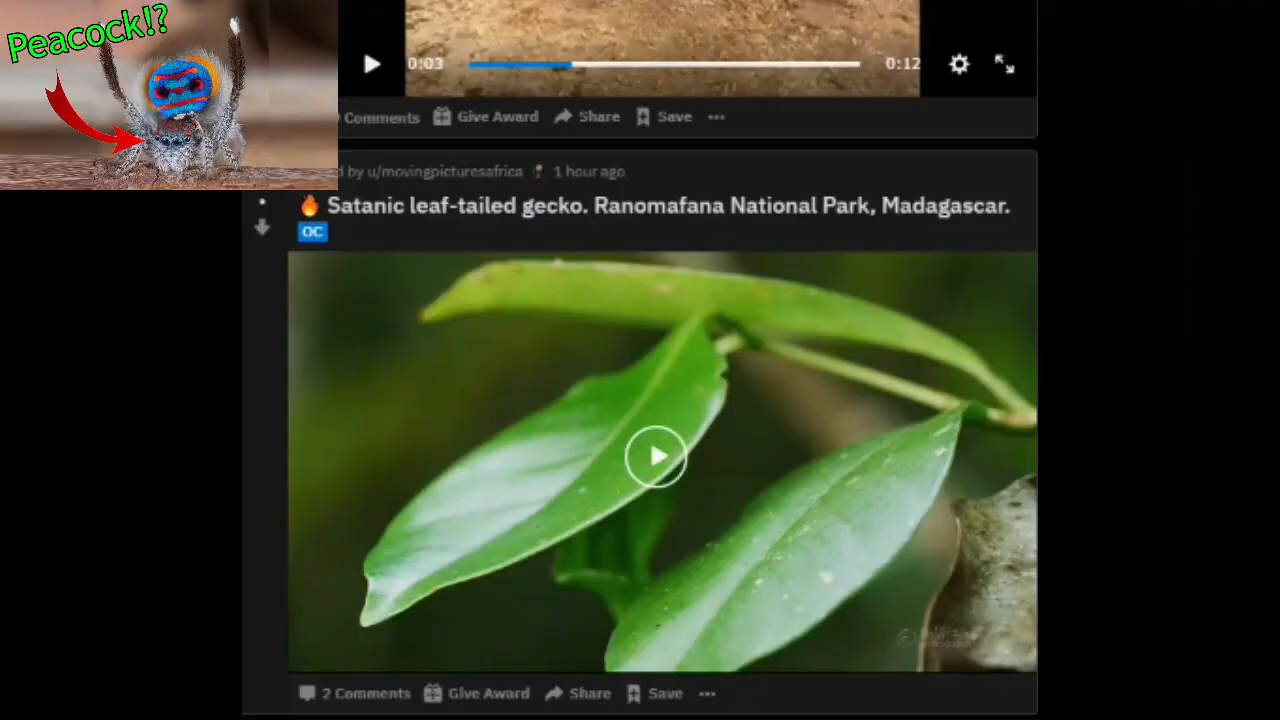 Peacock!?
0:03
0:12
Comments
Give Award
Share
Save
by u/movingpicturesafrica
1 hour ago
🔥 Satanic leaf-tailed gecko. Ranomafana National Park, Madagascar.
OC
2 Comments
Give Award
Share
Save